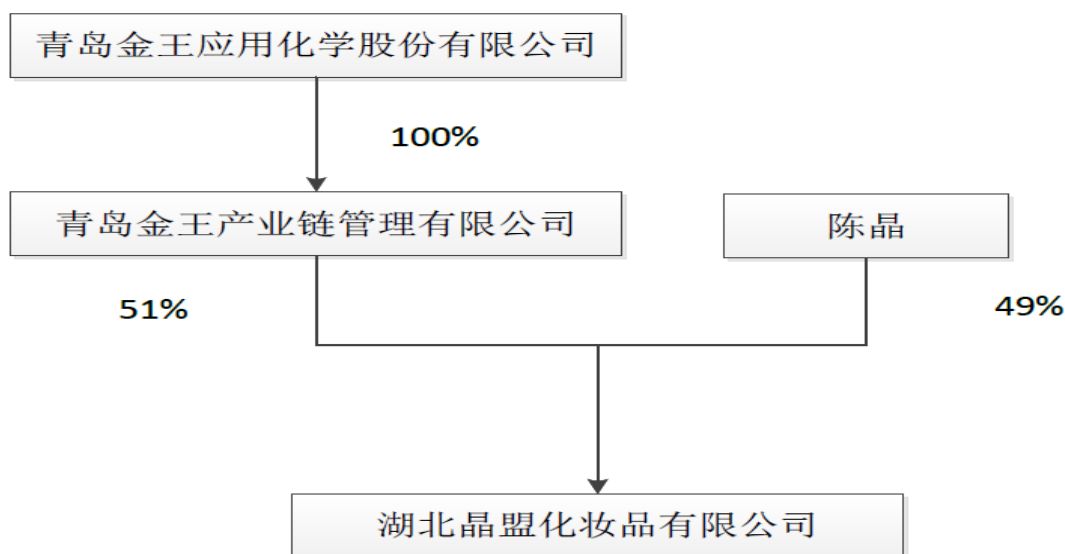 青岛金王应用化学股份有限公司
100%
青岛金王产业链管理有限公司
陈晶
51%
49%
湖北晶盟化妆品有限公司